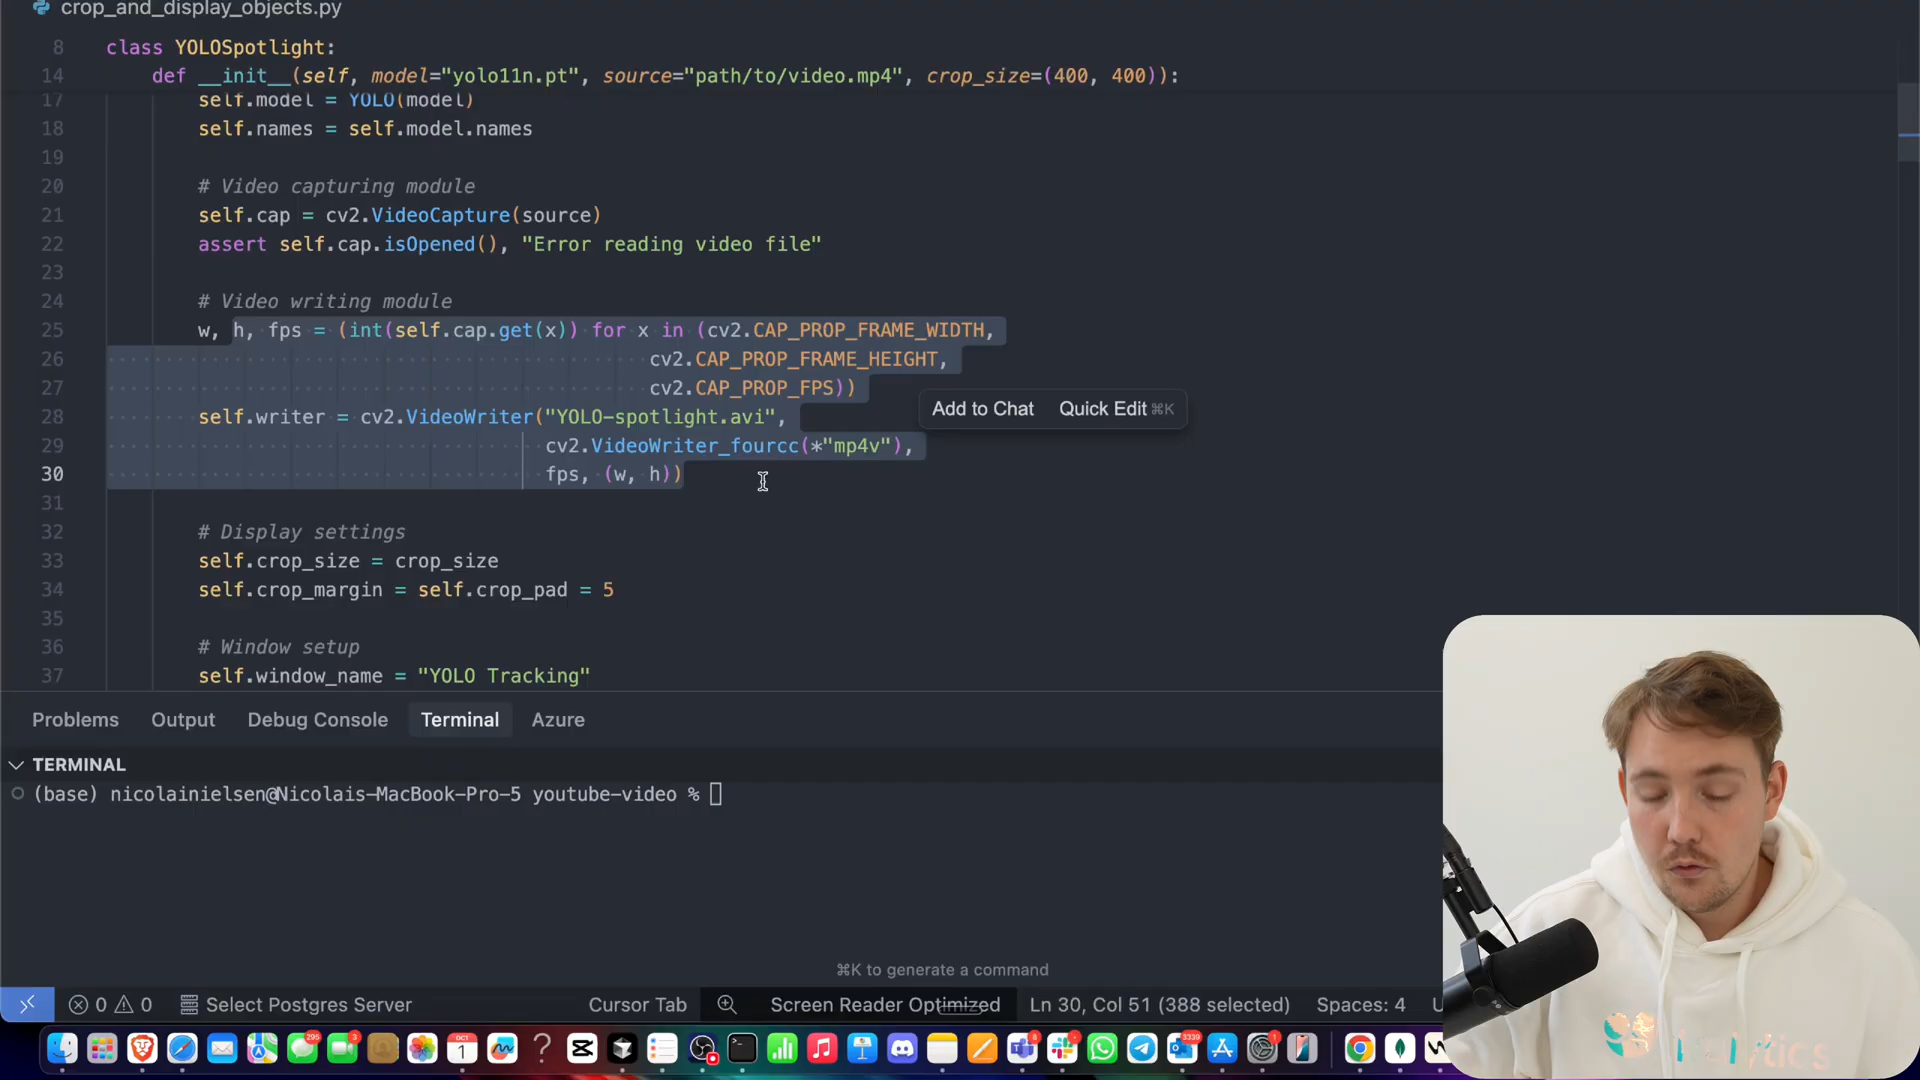 crop_and_display_objects.py
8 class YOLOSpotlight:
14 def __init__(self, model="yolo11n.pt", source="path/to/video.mp4", crop_size=(400, 400)):
17 self.model = YOLO(model)
18 self.names = self.model.names
19
20 # Video capturing module
21 self.cap = cv2.VideoCapture(source)
22 assert self.cap.isOpened(), "Error reading video file"
23
24 # Video writing module
25 w, h, fps = (int(self.cap.get(x)) for x in (cv2.CAP_PROP_FRAME_WIDTH,
26 cv2.CAP_PROP_FRAME_HEIGHT,
27 cv2.CAP_PROP_FPS))
28 self.writer = cv2.VideoWriter("YOLO-spotlight.avi",
Add to Chat Quick Edit ⌘K
29 cv2.VideoWriter_fourcc(*"mp4v"),
30 fps, (w, h))
31
32 # Display settings
33 self.crop_size = crop_size
34 self.crop_margin = self.crop_pad = 5
35
36 # Window setup
37 self.window_name = "YOLO Tracking"
Problems Output Debug Console Terminal Azure
TERMINAL
(base) nicolainielsen@Nicolais-MacBook-Pro-5 youtube-video %
⌘K to generate a command
0 0 Select Postgres Server Cursor Tab Screen Reader Optimized Ln 30, Col 51 (388 selected) Spaces: 4